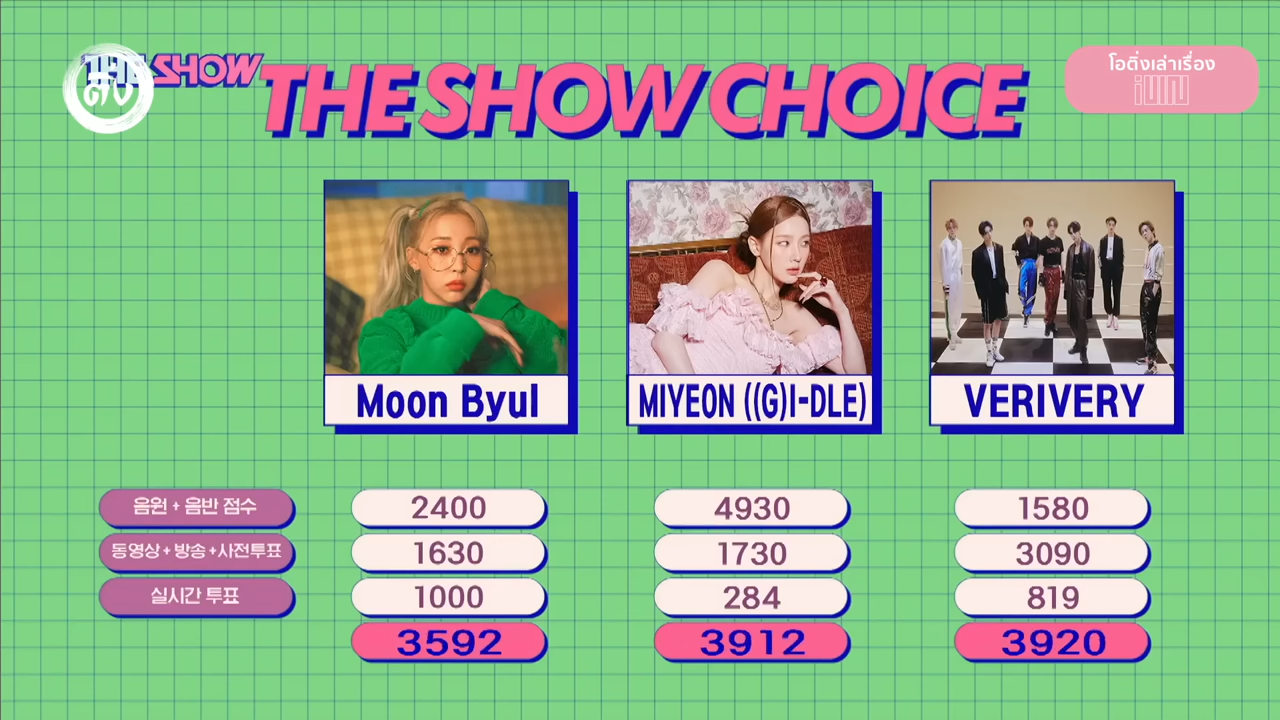 THE SHOW
ติ่ง
THE SHOW CHOICE
โอติ่งเล่าเรื่อง
Moon Byul
MIYEON ((G)I-DLE)
VERIVERY
음원 + 음반 점수
2400
4930
1580
동영상 + 방송 +사전투표
1630
1730
3090
실시간 투표
1000
284
819
3592
3912
3920